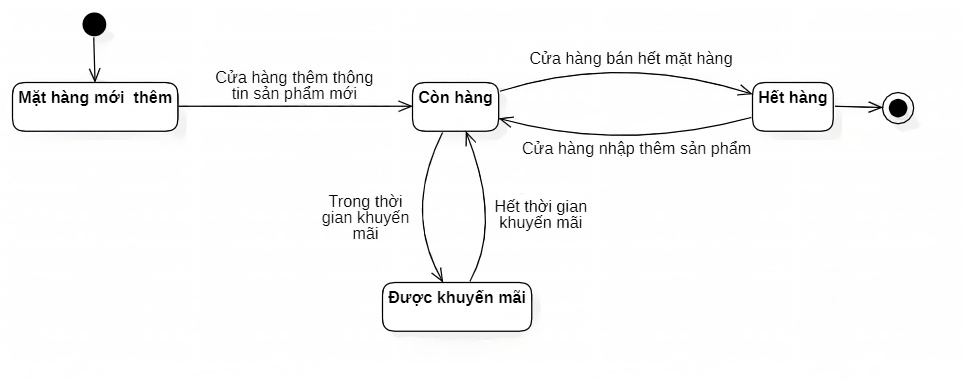 Cửa hàng bán hết mặt hàng
Cửa hàng thêm thông
tin sản phẩm mới
Mặt hàng mới thêm
Còn hàng
Hết hàng
Cửa hàng nhập thêm sản phẩm
Trong thời
gian khuyến
mãi
Hết thời gian
khuyến mãi
Được khuyến mãi